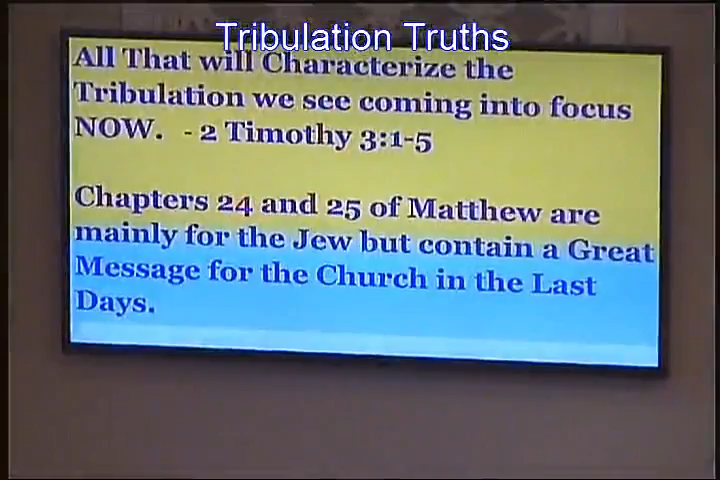 Tribulation Truths
All That will Characterize the
Tribulation we see coming into focus
NOW. - 2 Timothy 3:1-5
Chapters 24 and 25 of Matthew are
mainly for the Jew but contain a Great
Message for the Church in the Last
Days.